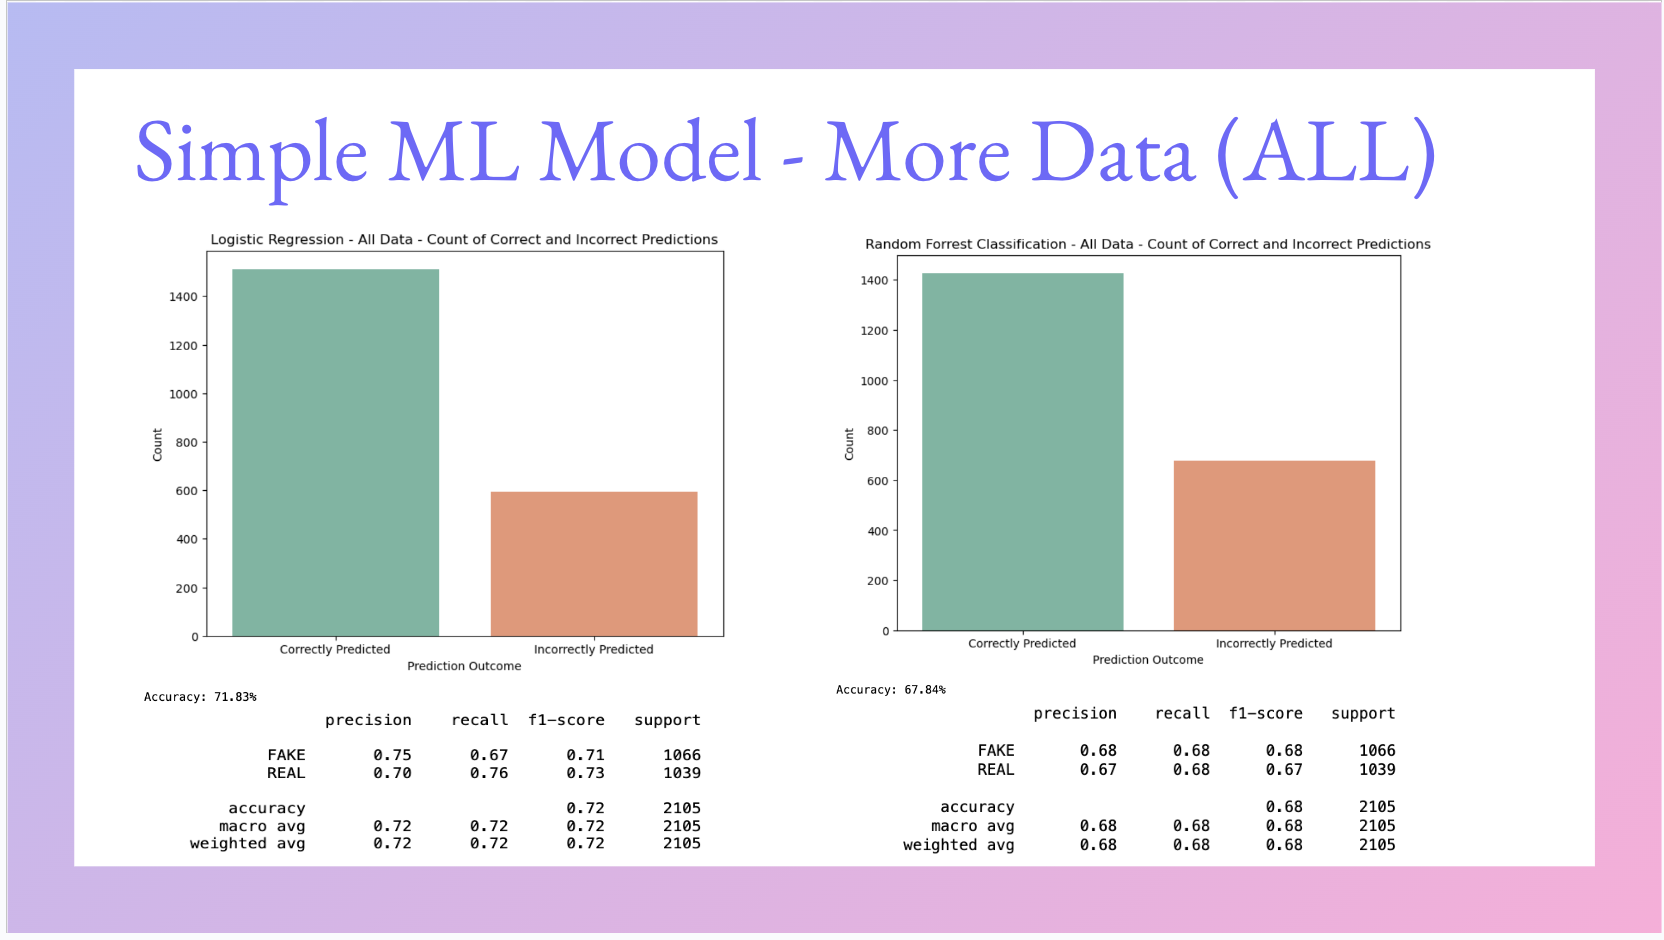 Simple ML Model - More Data (ALL)
Logistic Regression - All Data - Count of Correct and Incorrect Predictions
1400
1200
1000
800
600
400
200
0
Count
Correctly Predicted Incorrectly Predicted
Prediction Outcome
Accuracy: 71.83%
precision recall f1-score support
FAKE 0.75 0.67 0.71 1066
REAL 0.70 0.76 0.73 1039
accuracy 0.72 2105
macro avg 0.72 0.72 0.72 2105
weighted avg 0.72 0.72 0.72 2105
Random Forrest Classification - All Data - Count of Correct and Incorrect Predictions
1400
1200
1000
800
600
400
200
0
Count
Correctly Predicted Incorrectly Predicted
Prediction Outcome
Accuracy: 67.84%
precision recall f1-score support
FAKE 0.68 0.68 0.68 1066
REAL 0.67 0.68 0.67 1039
accuracy 0.68 2105
macro avg 0.68 0.68 0.68 2105
weighted avg 0.68 0.68 0.68 2105